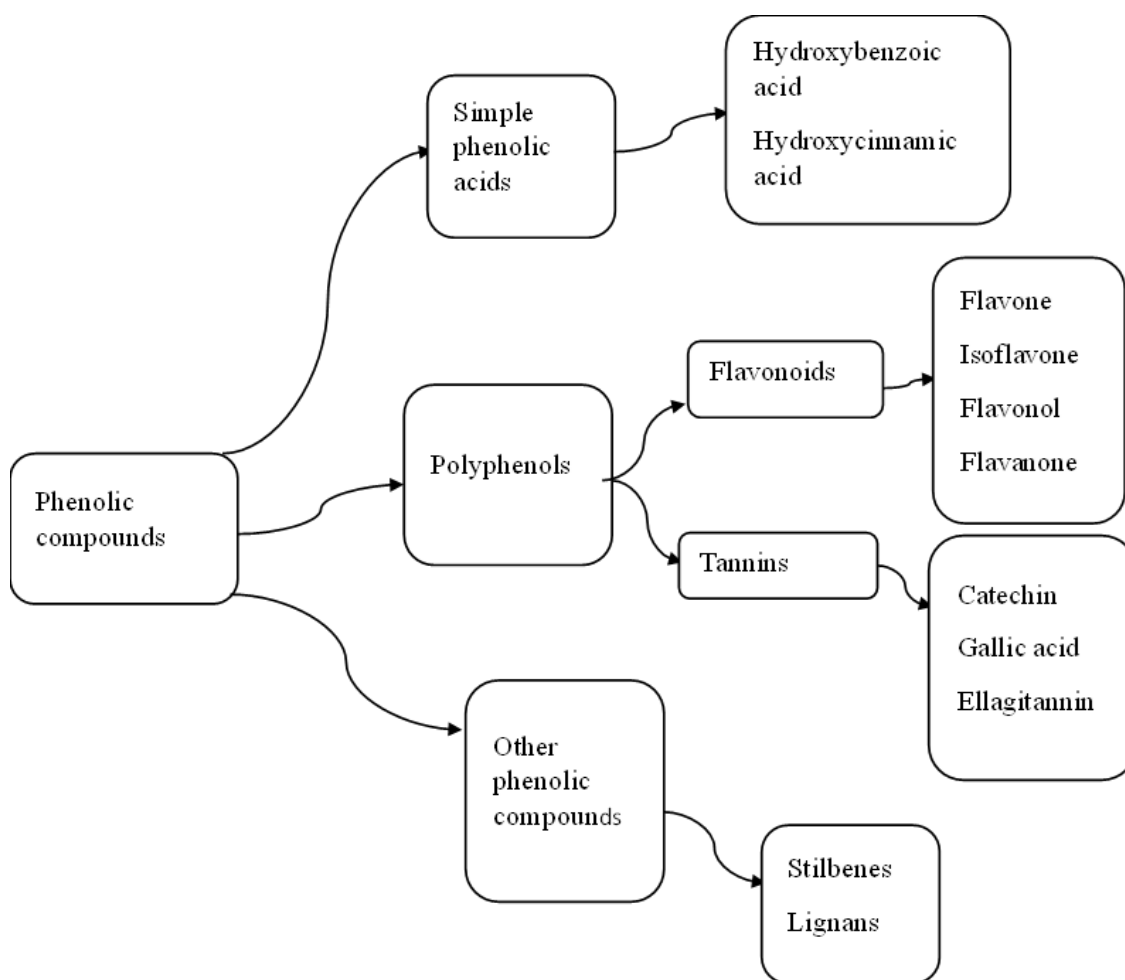 Hydroxybenzoic
acid
Hydroxycinnamic
acid
Simple
phenolic
acids
Flavone
Isoflavone
Flavonol
Flavanone
Flavonoids
Polyphenols
Phenolic
compounds
Tannins
Catechin
Gallic acid
Ellagitannin
Other
phenolic
compounds
Stilbenes
Lignans